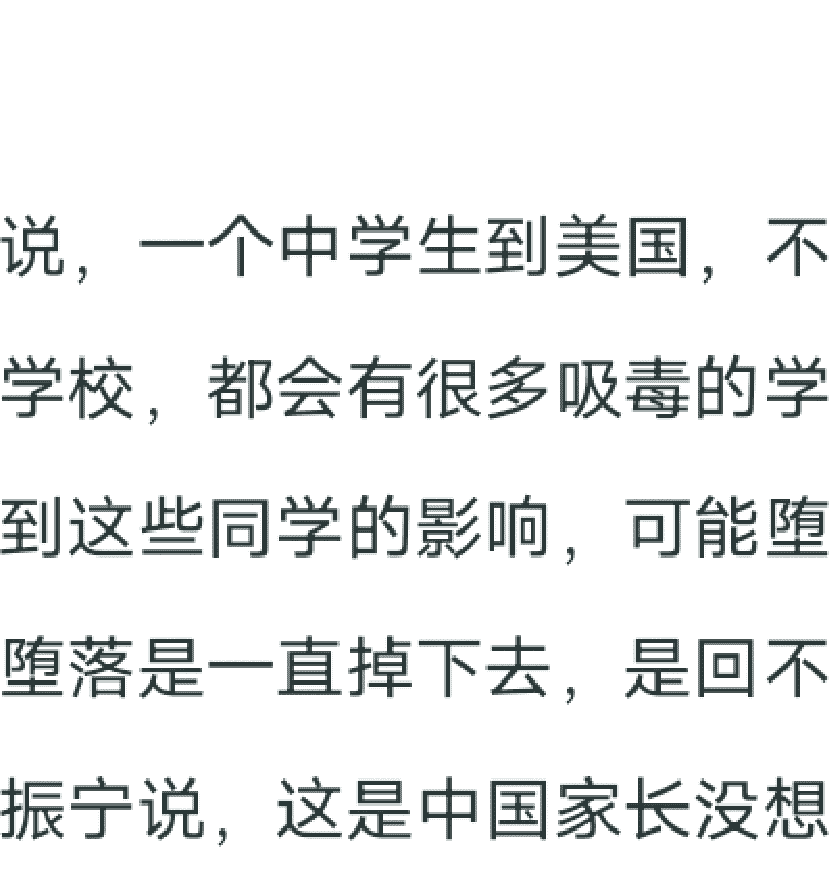 说，一个中学生到美国，不
学校，都会有很多吸毒的学
到这些同学的影响，可能堕
堕落是一直掉下去，是回不
振宁说，这是中国家长没想